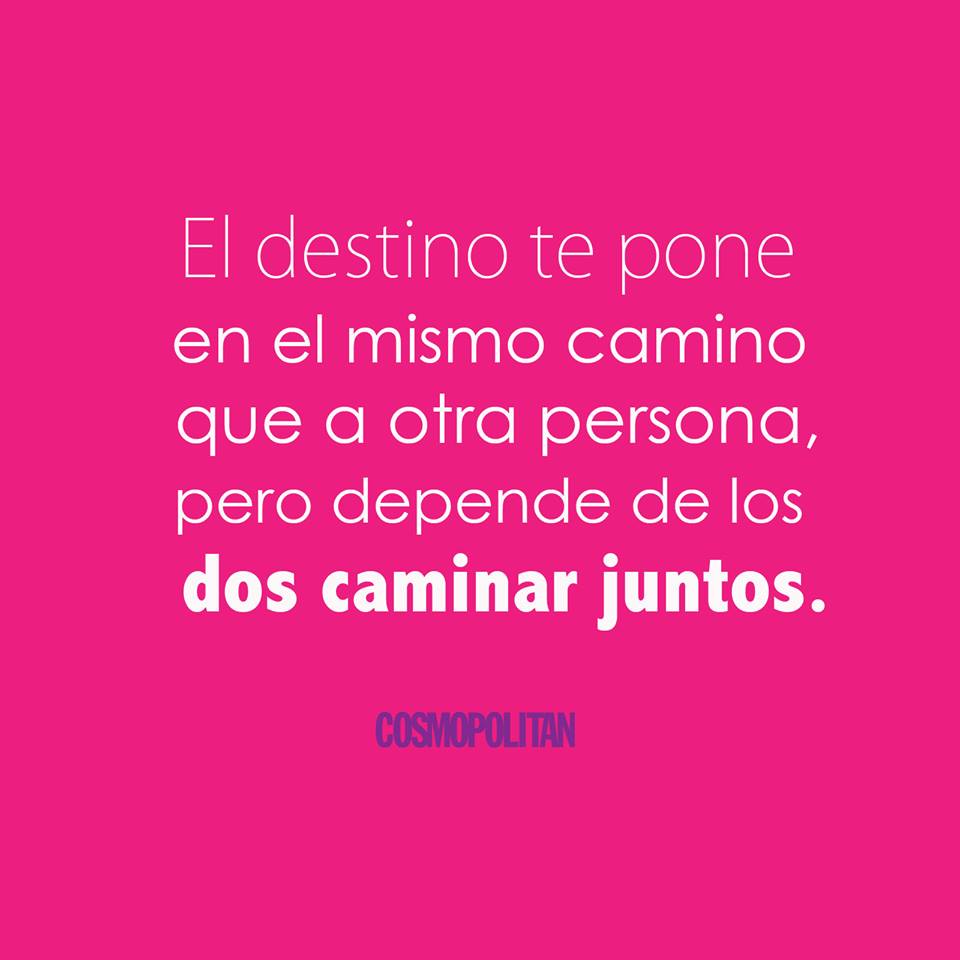 El destino te pone
en el mismo camino
que a otra persona,
pero depende de los
dos caminar juntos.
COSMOPOLITAN